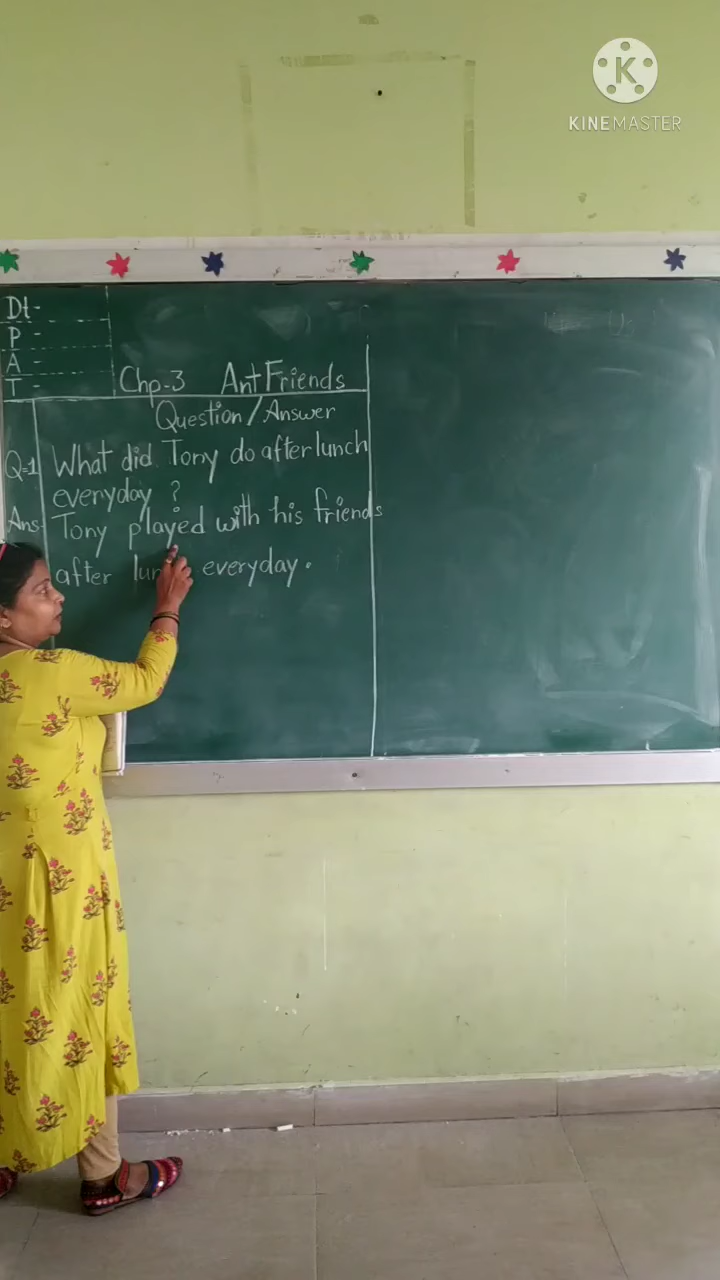 KINEMASTER
Dt-
P -
A -
T -
Chp-3 Ant Friends
Question/Answer
Q-1 What did Tony do after lunch
everyday ?
Ans Tony played with his friends
after everyday.